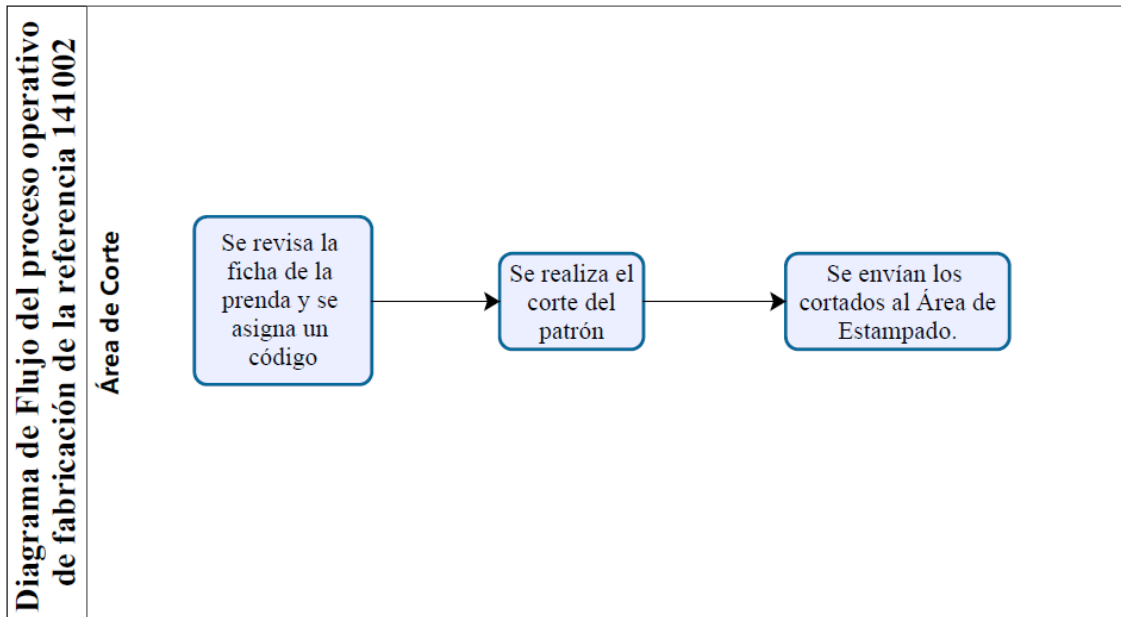 Diagrama de Flujo del proceso operativo
de fabricación de la referencia 141002
Área de Corte
Se revisa la
ficha de la
prenda y se
asigna un
código
Se realiza el
corte del
patrón
Se envían los
cortados al Área de
Estampado.